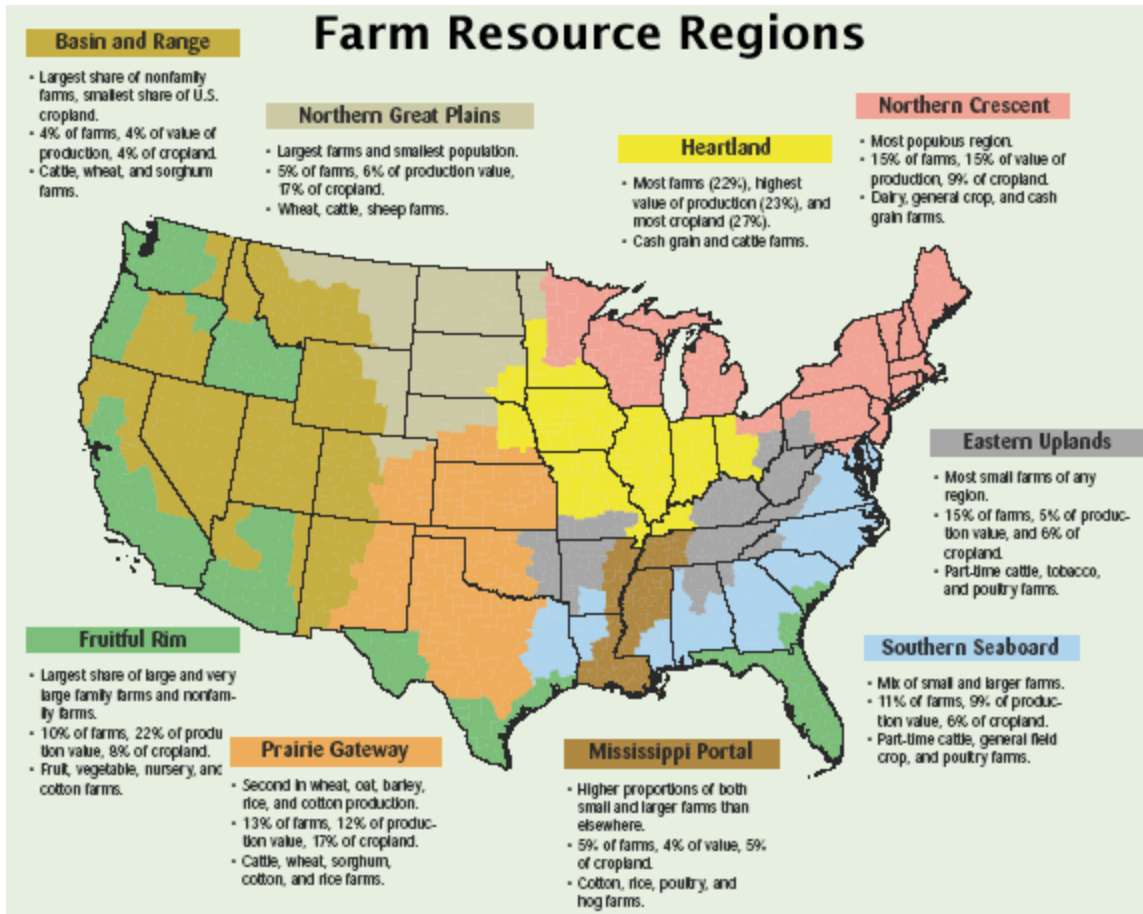 Farm Resource Regions
Basin and Range
• Largest share of nonfamily
farms, smallest share of U.S.
cropland.
• 4% of farms, 4% of value of
production, 4% of cropland.
• Cattle, wheat, and sorghum
farms.
Northern Great Plains
• Largest farms and smallest population.
• 5% of farms, 6% of production value,
17% of cropland.
• Wheat, cattle, sheep farms.
Heartland
• Most farms (22%), highest
value of production (23%), and
most cropland (27%).
• Cash grain and cattle farms.
Northern Crescent
• Most populous region.
• 15% of farms, 15% of value of
production, 9% of cropland.
• Dairy, general crop, and cash
grain farms.
Eastern Uplands
• Most small farms of any
region.
• 15% of farms, 5% of produc-
tion value, and 6% of
cropland.
• Part-time cattle, tobacco,
and poultry farms.
Fruitful Rim
• Largest share of large and very
large family farms and nonfam-
ily farms.
• 10% of farms, 22% of produ
tion value, 8% of cropland.
• Fruit, vegetable, nursery, and
cotton farms.
Southern Seaboard
• Mix of small and larger farms.
• 11% of farms, 9% of produc-
tion value, 6% of cropland.
• Part-time cattle, general field
crop, and poultry farms.
Prairie Gateway
• Second in wheat, oat, barley,
rice, and cotton production.
• 13% of farms, 12% of produc-
tion value, 17% of cropland.
• Cattle, wheat, sorghum,
cotton, and rice farms.
Mississippi Portal
• Higher proportions of both
small and larger farms than
elsewhere.
• 5% of farms, 4% of value, 5%
of cropland.
• Cotton, rice, poultry, and
hog farms.